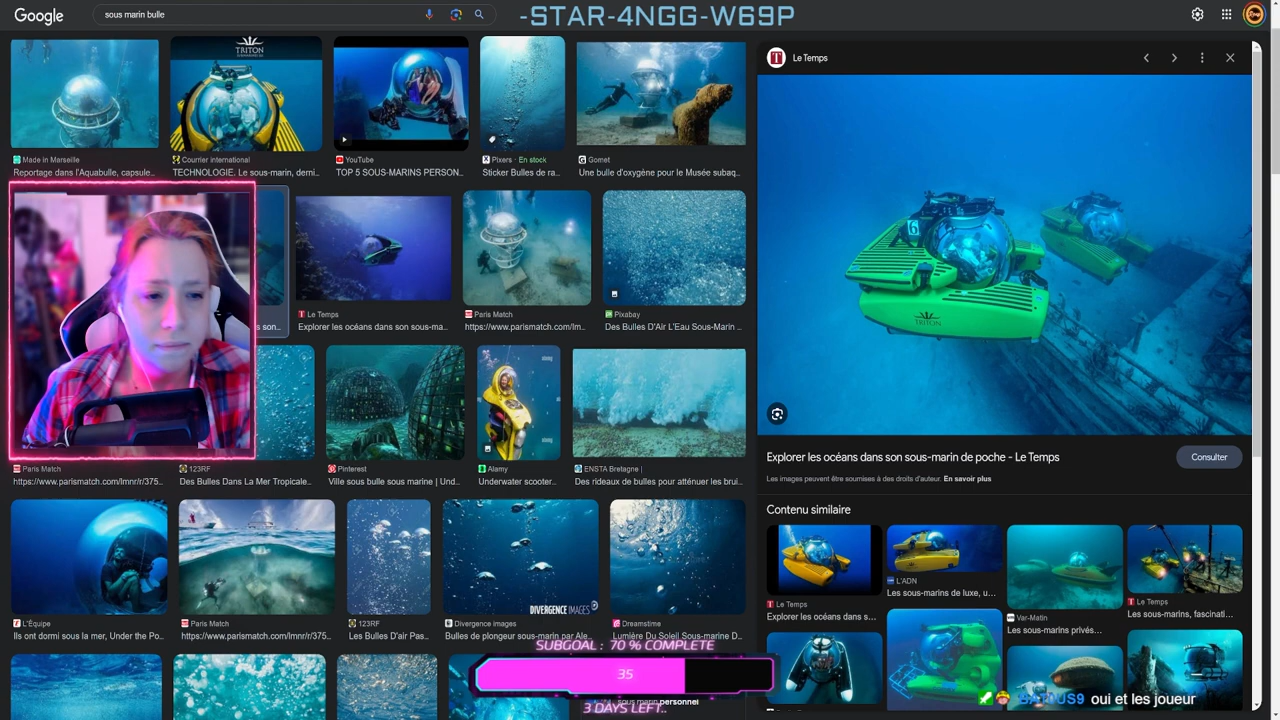 Google
sous marin bulle
-STAR-4NGG-W69P
TRITON
Made in Marseille
Reportage dans l'Aquabulle, capsule...
Courrier international
TECHNOLOGIE. Le sous-marin, derni...
YouTube
TOP 5 SOUS-MARINS PERSON...
Pixers · En stock
Sticker Bulles de ra...
Gomet
Une bulle d'oxygène pour le Musée subaq...
s son...
Le Temps
Explorer les océans dans son sous-ma...
Paris Match
https://www.parismatch.com/lm...
Pixabay
Des Bulles D'Air L'Eau Sous-Marin ...
Paris Match
https://www.parismatch.com/lmnr/r/375...
123RF
Des Bulles Dans La Mer Tropicale...
Pinterest
Ville sous bulle sous marine | Und...
Alamy
Underwater scooter...
ENSTA Bretagne |
Des rideaux de bulles pour atténuer les brui...
L'Équipe
Ils ont dormi sous la mer, Under the Po...
Paris Match
https://www.parismatch.com/lmnr/r/375...
123RF
Les Bulles D'air Pas...
DIVERGENCE IMAGES
Divergence images
Bulles de plongeur sous-marin par Ale...
Dreamstime
Lumière Du Soleil Sous-marine D...
SUBGOAL : 70 % COMPLETE
35
3 DAYS LEFT..
sous marin personnel
Le Temps
6
TRITON
Explorer les océans dans son sous-marin de poche - Le Temps
Consulter
Les images peuvent être soumises à des droits d'auteur. En savoir plus
Contenu similaire
Le Temps
Explorer les océans dans s...
L'ADN
Les sous-marins de luxe, u...
Var-Matin
Les sous-marins privés...
Le Temps
Les sous-marins, fascinati...
oui et les joueur